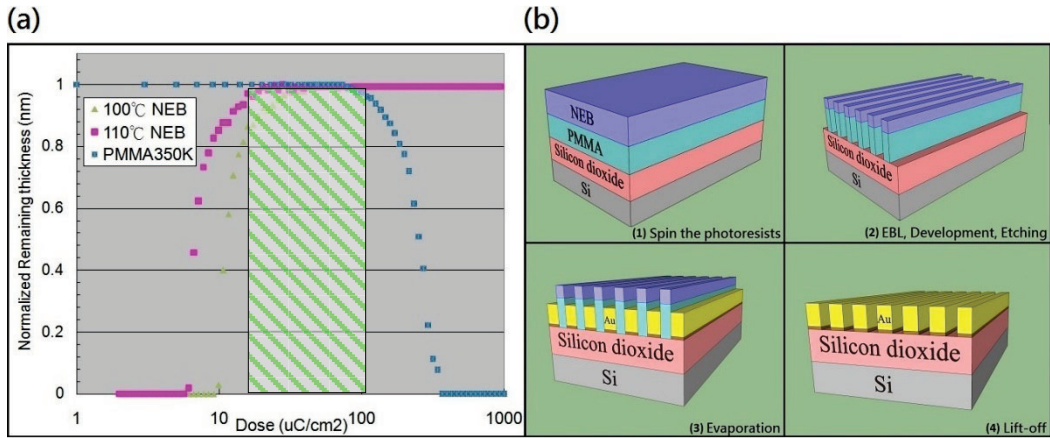 (a)
(b)
Normalized Remaining thickness (nm)
1
0.8
0.6
0.4
0.2
0
100℃ NEB
110℃ NEB
PMMA350K
1
10
100
1000
Dose (uC/cm2)
NEB
PMMA
Silicon dioxide
Si
(1) Spin the photoresists
Silicon dioxide
Si
(2) EBL, Development, Etching
Au
Silicon dioxide
Si
(3) Evaporation
Au
Silicon dioxide
Si
(4) Lift-off